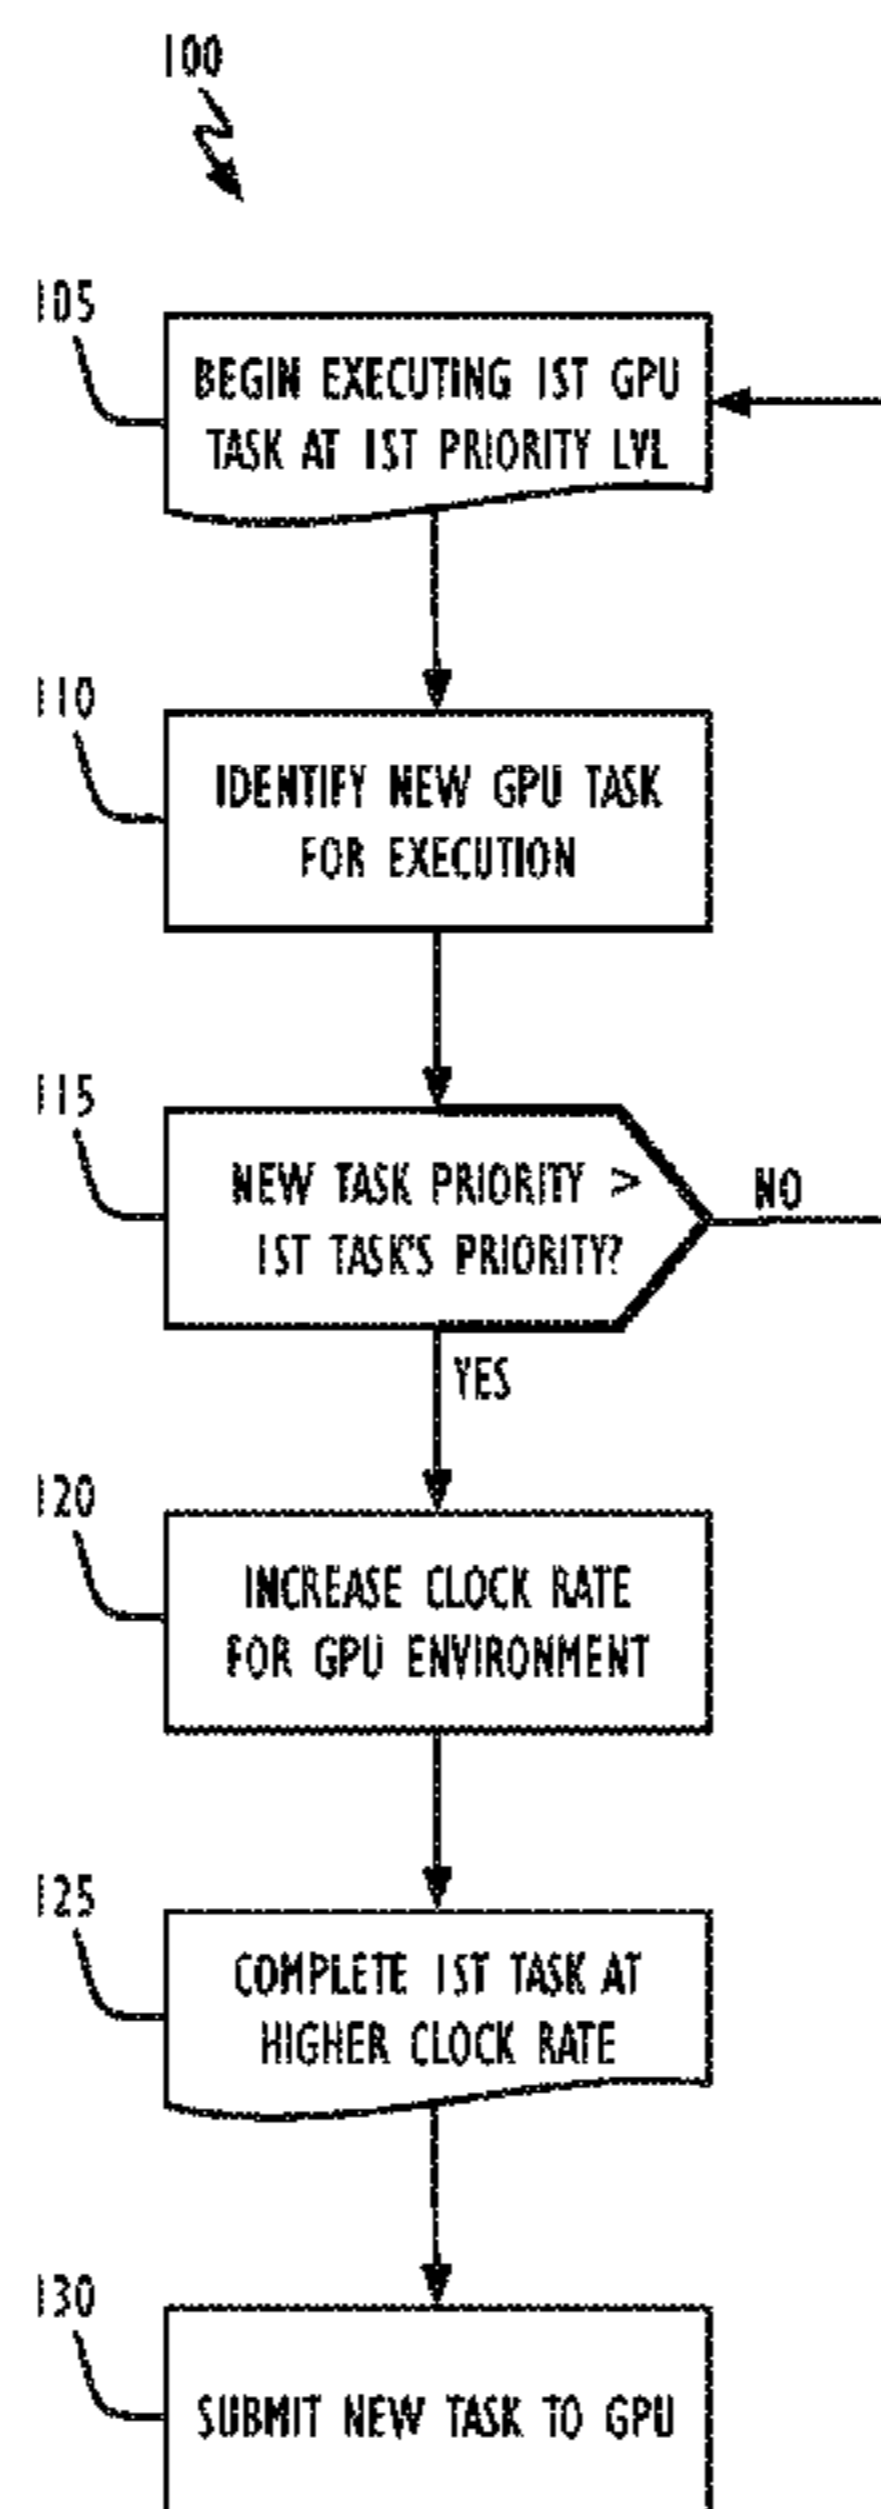 100
105
BEGIN EXECUTING 1ST GPU
TASK AT 1ST PRIORITY LVL
110
IDENTIFY NEW GPU TASK
FOR EXECUTION
115
NEW TASK PRIORITY >
1ST TASK'S PRIORITY?
NO
YES
120
INCREASE CLOCK RATE
FOR GPU ENVIRONMENT
125
COMPLETE 1ST TASK AT
HIGHER CLOCK RATE
130
SUBMIT NEW TASK TO GPU